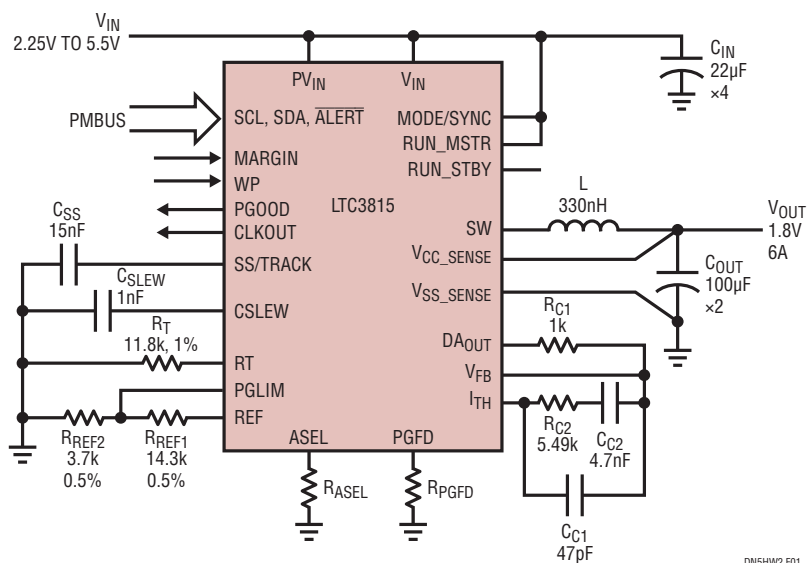 VIN
2.25V TO 5.5V
PVIN
VIN
CIN
22µF
×4
PMBUS
SCL, SDA, ALERT
MODE/SYNC
RUN_MSTR
RUN_STBY
MARGIN
WP
PGOOD
CLKOUT
LTC3815
CSS
15nF
SS/TRACK
CSLEW
1nF
CSLEW
RT
11.8k, 1%
RT
PGLIM
REF
RREF2
3.7k
0.5%
RREF1
14.3k
0.5%
ASEL
PGFD
RASEL
RPGFD
SW
L
330nH
VOUT
1.8V
6A
VCC_SENSE
VSS_SENSE
COUT
100µF
×2
RC1
1k
DAOUT
VFB
ITH
RC2
5.49k
CC2
4.7nF
CC1
47pF
DN5HW2 F01